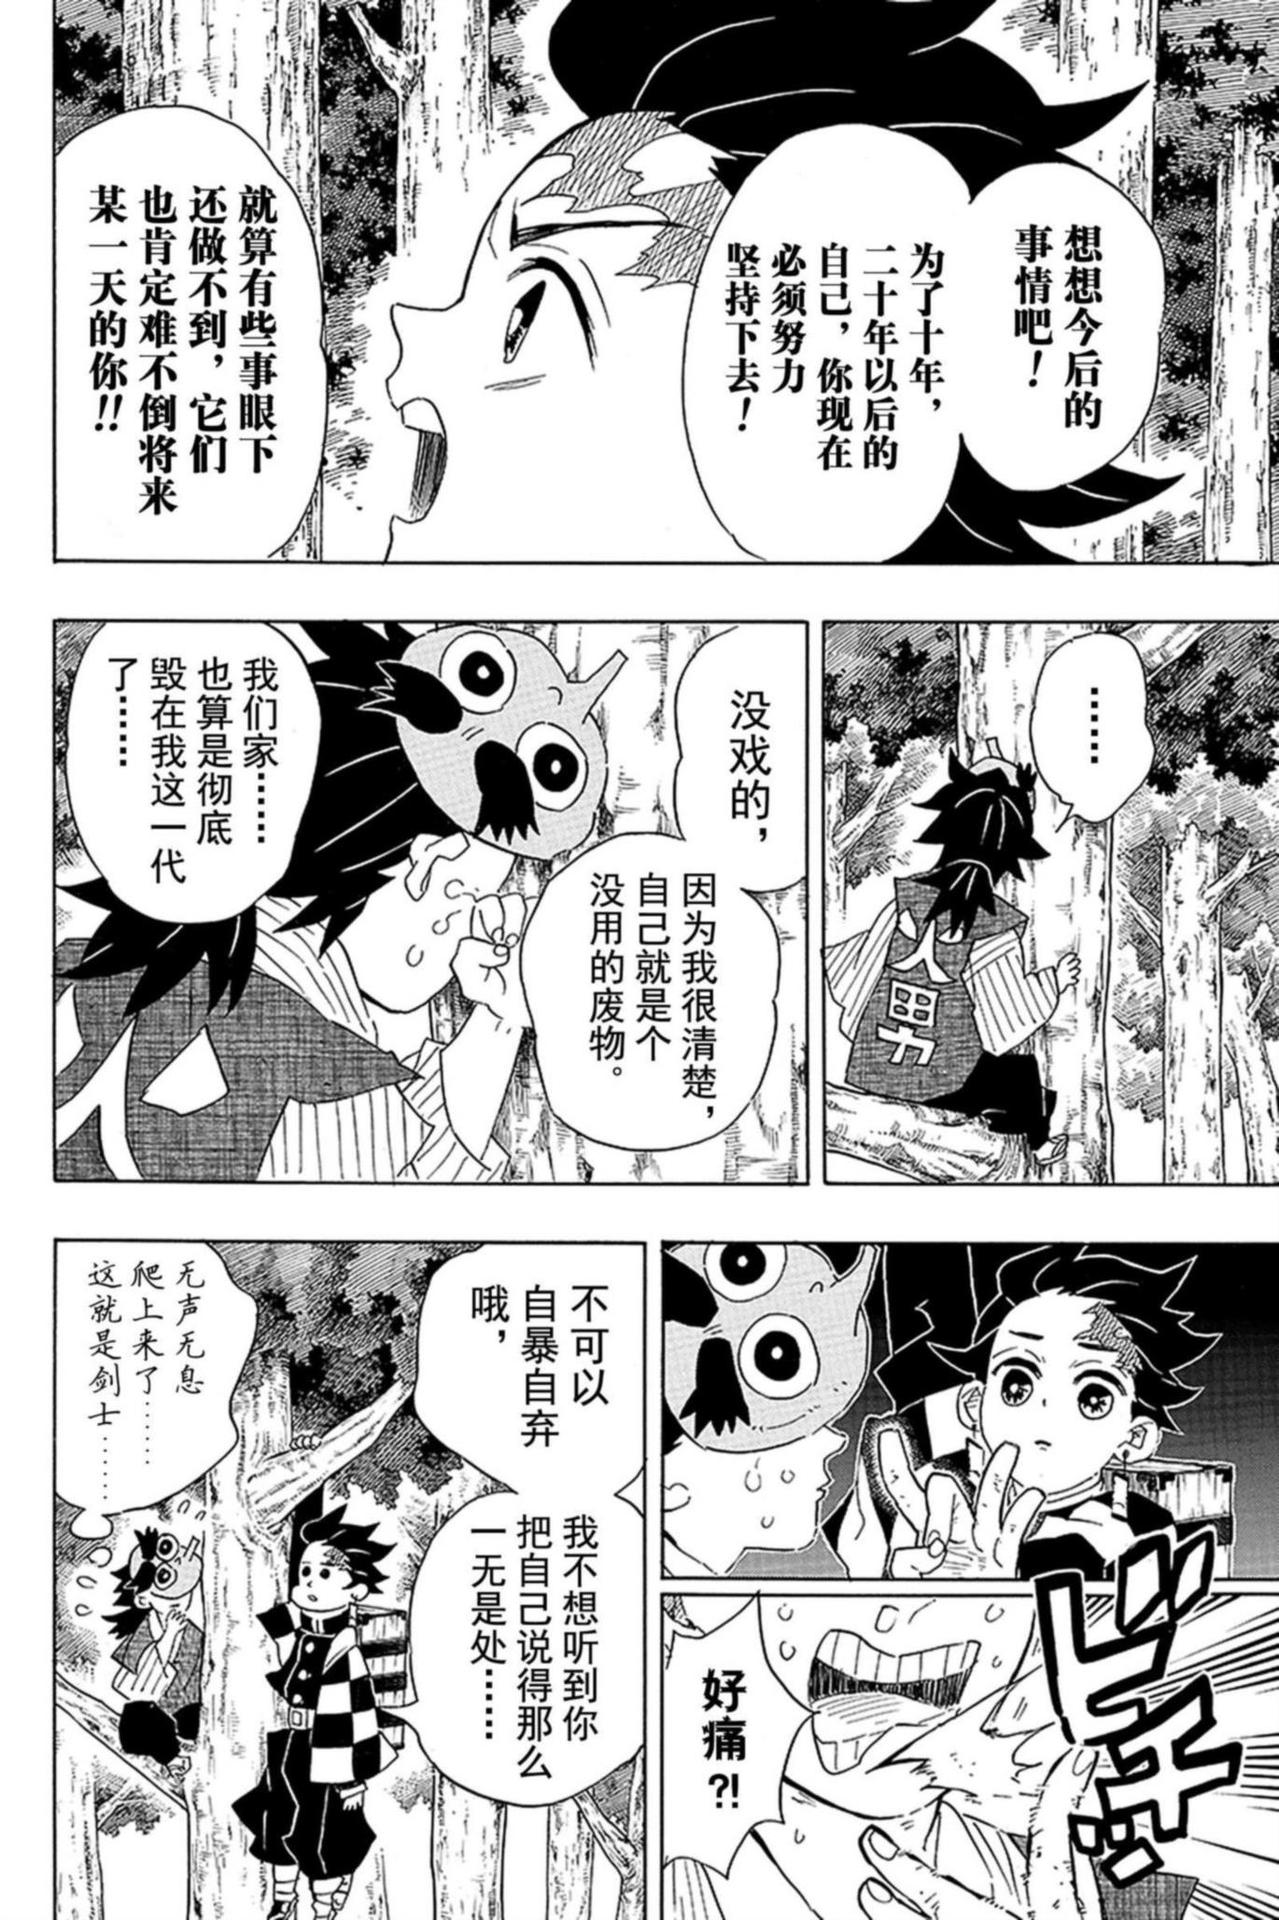 想想今后的
事情吧！
为了十年，
二十年以后的
自己，你现在
必须努力
坚持下去！
就算有些事眼下
还做不到，它们
也肯定难不倒将来
某一天的你!!
……
火男
没戏的，
因为我很清楚，
自己就是个
没用的废物。
我们家……
也算是彻底
毁在我这一代
了……
ビキ
好痛?!
不可以
自暴自弃
哦，
我不想听到你
把自己说得那么
一无是处……
无声无息
爬上来了……
这就是剑士……